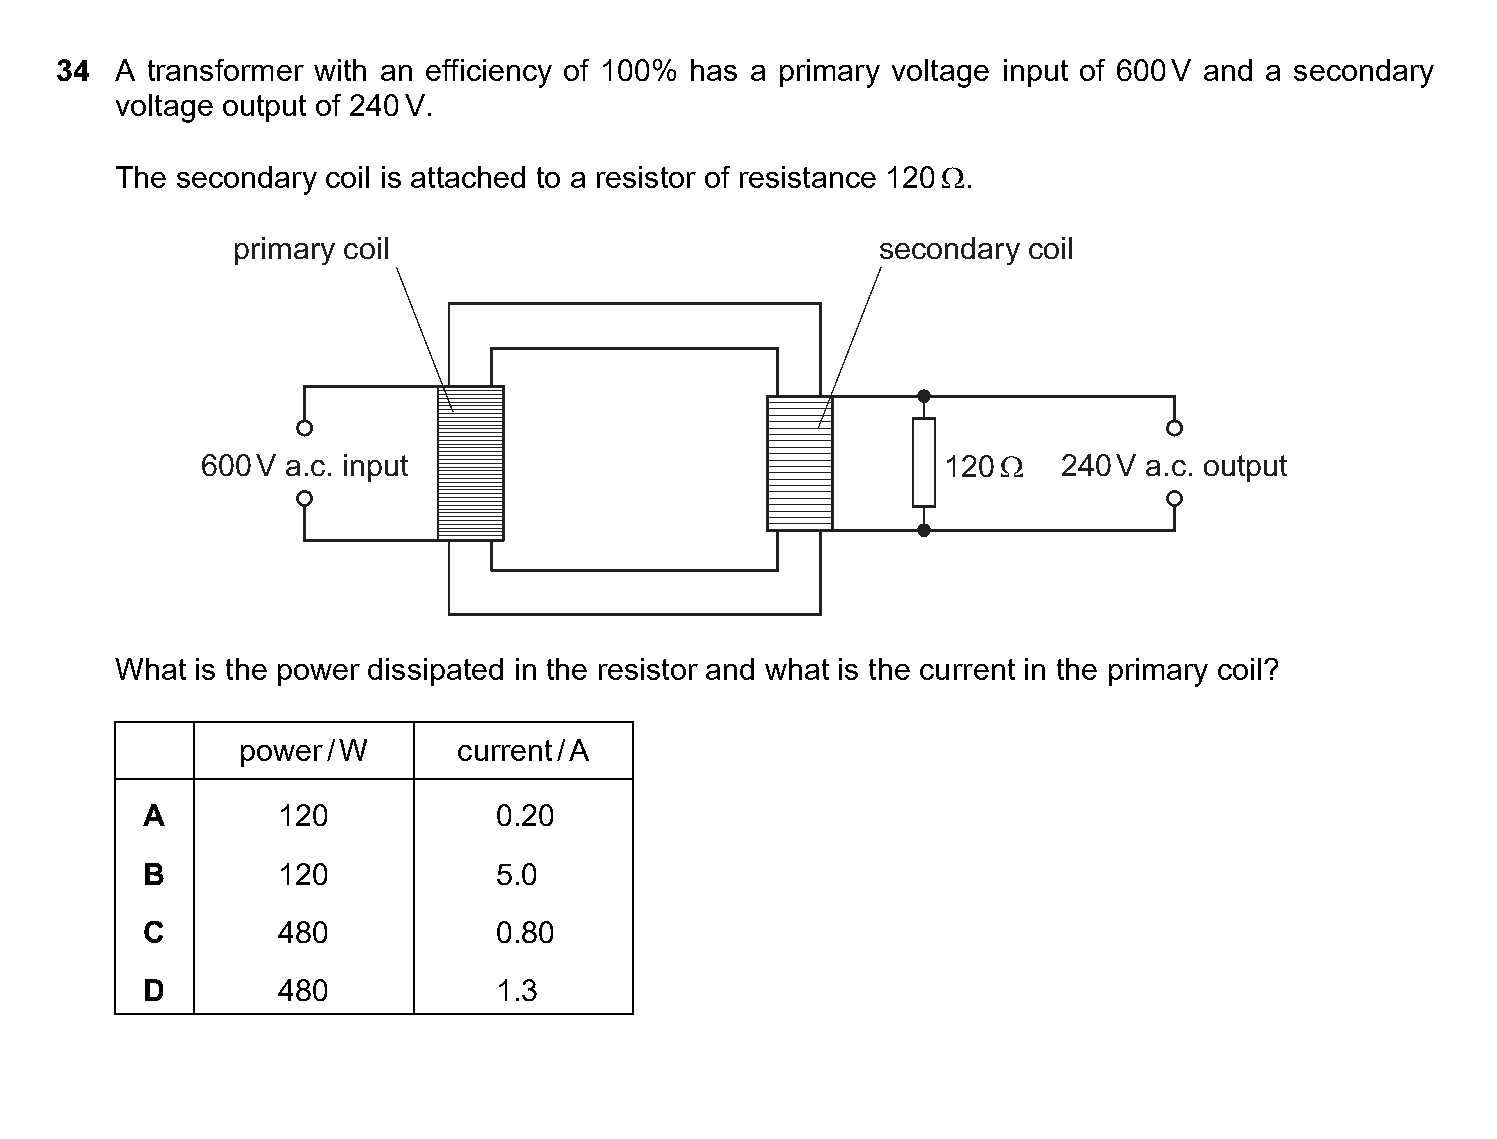 34 A transformer with an efficiency of 100% has a primary voltage input of 600 V and a secondary
voltage output of 240 V.
The secondary coil is attached to a resistor of resistance 120 Ω.
primary coil
secondary coil
600 V a.c. input
120 Ω
240 V a.c. output
What is the power dissipated in the resistor and what is the current in the primary coil?
power / W current / A
A 120 0.20
B 120 5.0
C 480 0.80
D 480 1.3